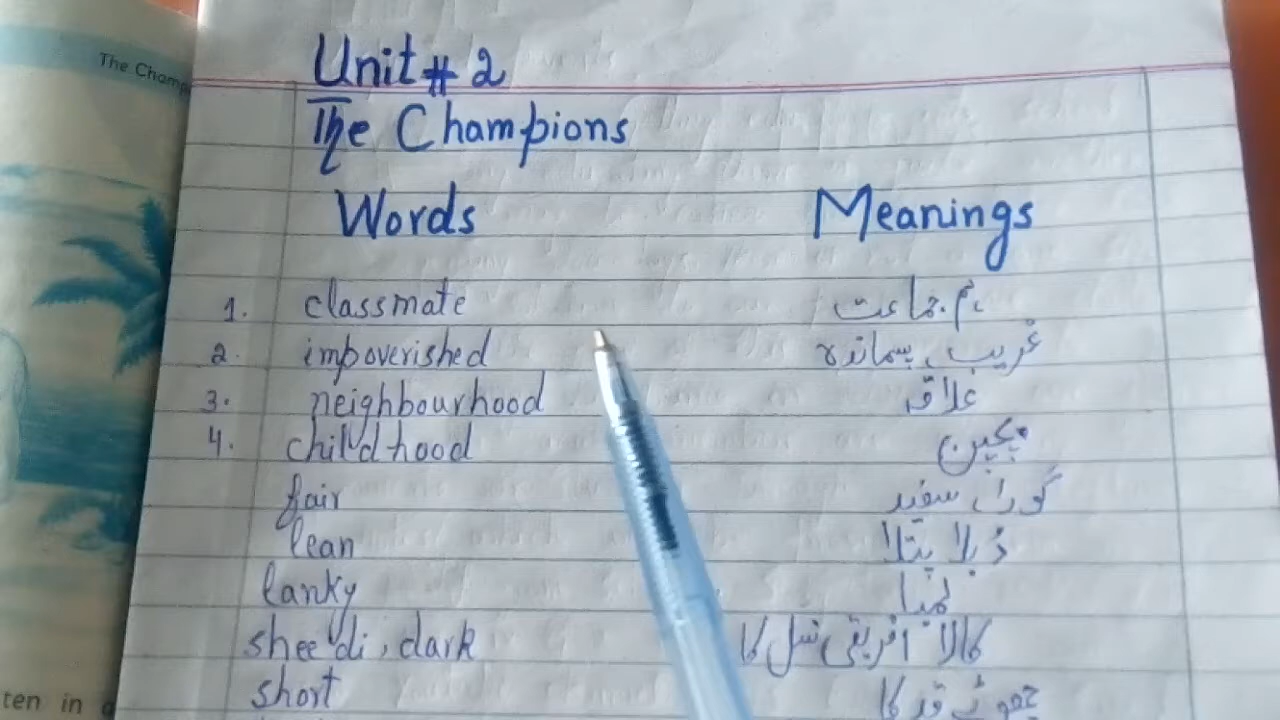 The Champ
Unit # 2
The Champions
Words Meanings
1. classmate ہم جماعت
2. impoverished غریب، پسماندہ
3. neighbourhood علاقہ
4. childhood بچپن
fair گورا، سفید
lean دُبلا پتلا
lanky لمبا
sheedi, dark کالا، افریقی نسل کا
short چھوٹے قد کا
ten in